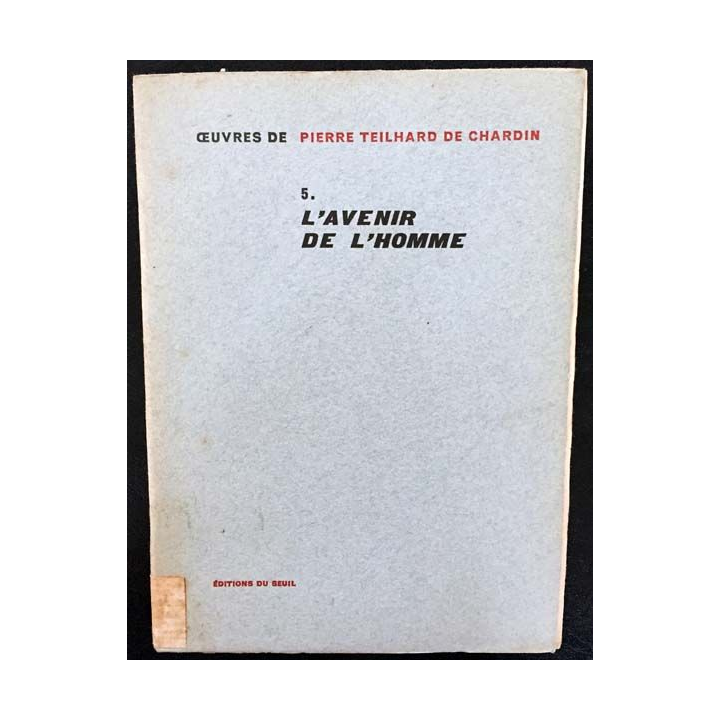 ŒUVRES DE PIERRE TEILHARD DE CHARDIN
5.
L'AVENIR
DE L'HOMME
ÉDITIONS DU SEUIL